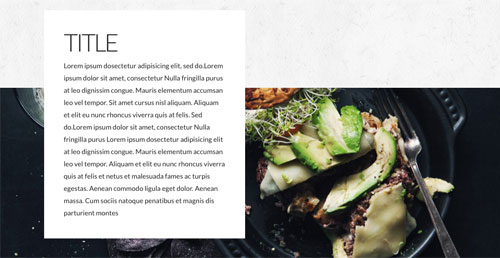 TITLE
Lorem ipsum dosectetur adipisicing elit, sed do.Lorem
ipsum dolor sit amet, consectetur Nulla fringilla purus
at leo dignissim congue. Mauris elementum accumsan
leo vel tempor. Sit amet cursus nisl aliquam. Aliquam
et elit eu nunc rhoncus viverra quis at felis. Sed
do.Lorem ipsum dolor sit amet, consectetur Nulla
fringilla purus at leo dignissim congue. Mauris
elementum accumsan leo vel tempor. Sit amet cursus
nisl aliquam. Aliquam et elit eu nunc rhoncus viverra
quis at felis et netus et malesuada fames ac turpis
egestas. Aenean commodo ligula eget dolor. Aenean
massa. Cum sociis natoque penatibus et magnis dis
parturient montes